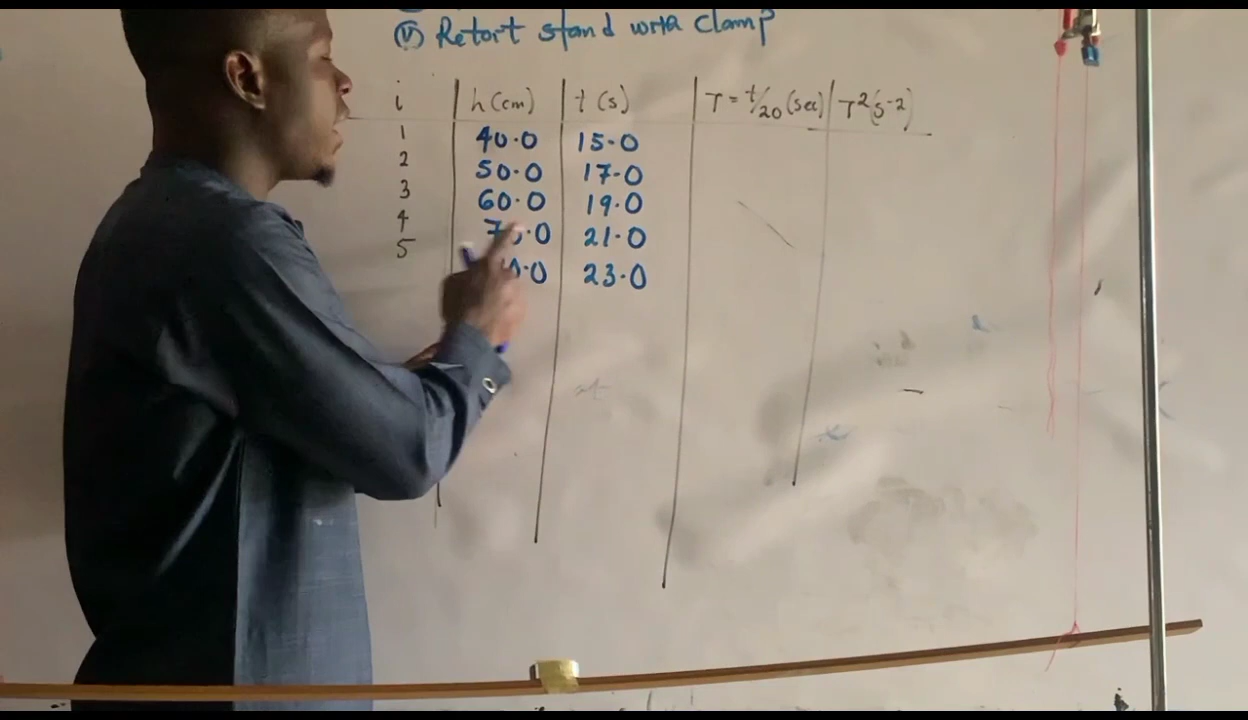 (v) Retort stand with clamp
i h(cm) t(s) T = t/20 (sec) T²(s-2)
1 40.0 15.0
2 50.0 17.0
3 60.0 19.0
4 21.0
5 23.0